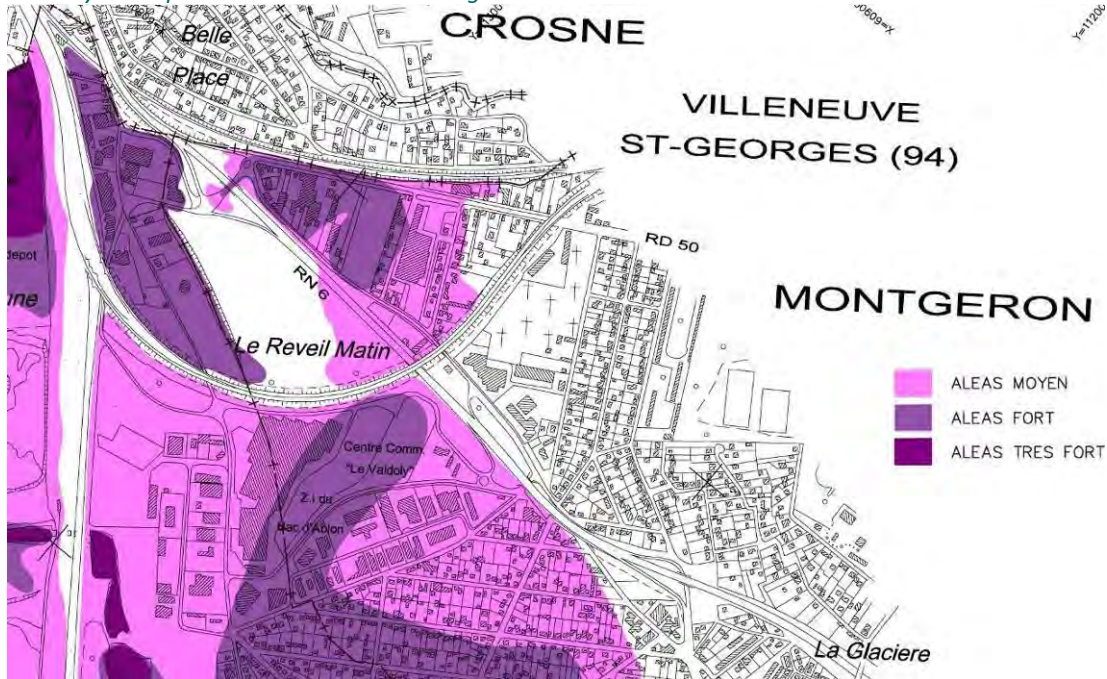 CROSNE
Belle
Place
VILLENEUVE
ST-GEORGES (94)
RD 50
MONTGERON
depot
RN 6
Le Reveil Matin
ALEAS MOYEN
ALEAS FORT
ALEAS TRES FORT
Centre Comm.
"Le Valdoly"
Z.i du
Bac d'Ablon
La Glaciere